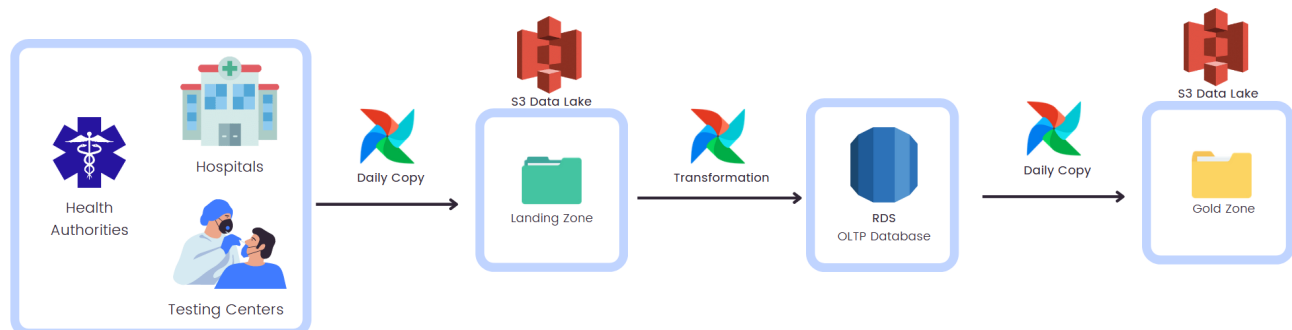 Health
Authorities
Hospitals
Testing Centers
Daily Copy
S3 Data Lake
Landing Zone
Transformation
RDS
OLTP Database
Daily Copy
S3 Data Lake
Gold Zone